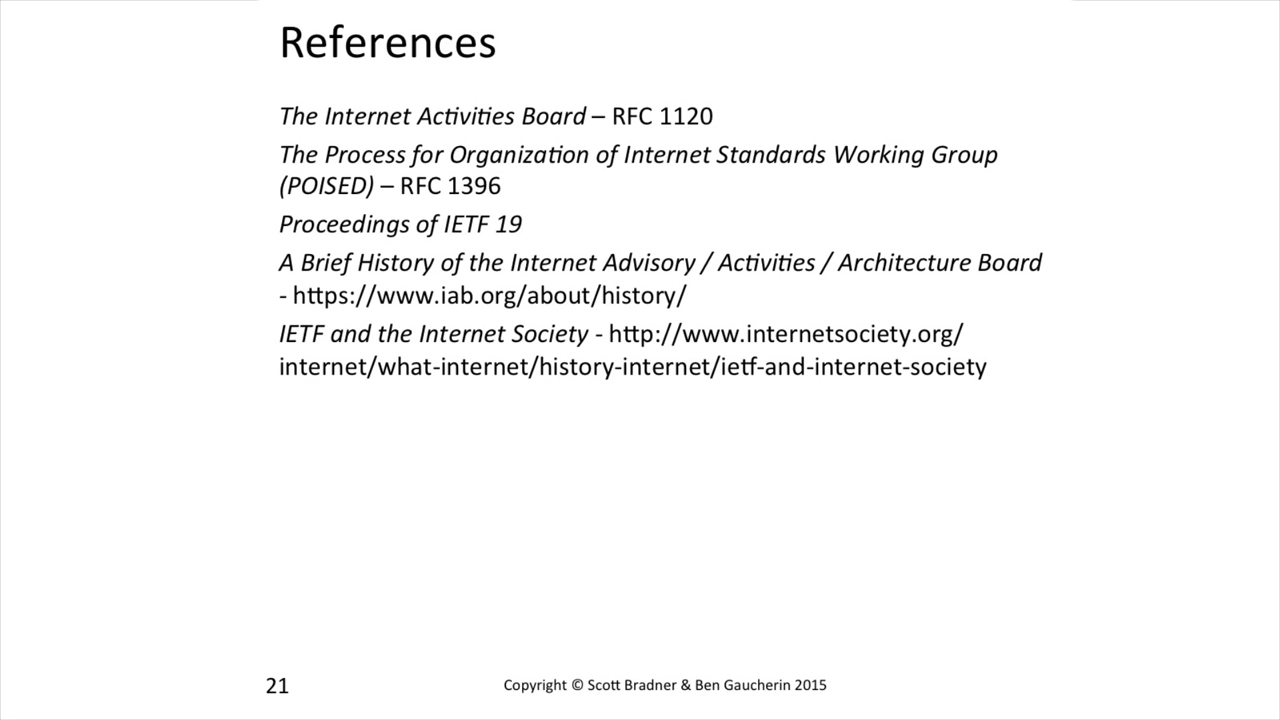 References
The Internet Activities Board – RFC 1120
The Process for Organization of Internet Standards Working Group
(POISED) – RFC 1396
Proceedings of IETF 19
A Brief History of the Internet Advisory / Activities / Architecture Board
- https://www.iab.org/about/history/
IETF and the Internet Society - http://www.internetsociety.org/
internet/what-internet/history-internet/ietf-and-internet-society
21
Copyright © Scott Bradner & Ben Gaucherin 2015